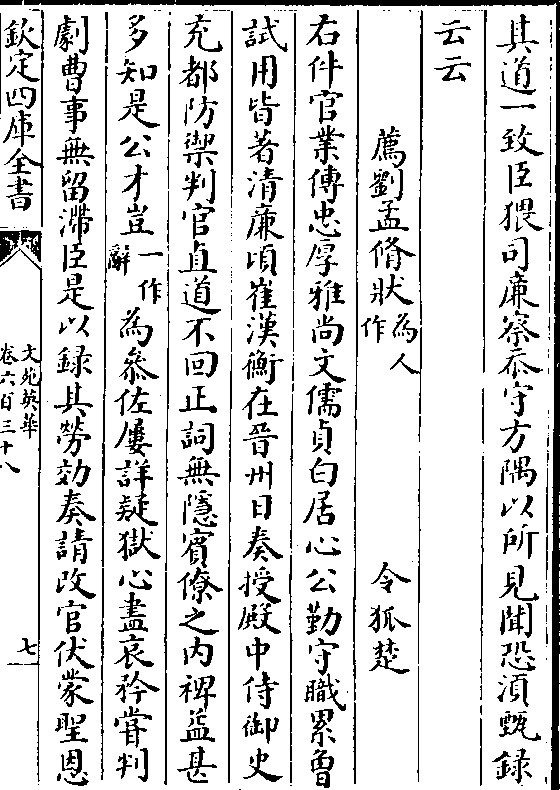 其道一致臣猥司廉察忝守方隅以所見聞恐湏甄録
云云
薦劉孟脩狀為人作 令狐楚
右件官業傳忠厚雅尚文儒貞白居心公勤守職累曾
試用皆著清廉頃崔漢衡在晉州日奏授殿中侍御史
充都防禦判官直道不回正詞無隱賓僚之内裨益甚
多知是公才豈一作辭為叅佐屢詳疑獄心盡哀矜嘗判
劇曹事無留滯臣是以録其勞効奏請改官伏蒙聖恩
欽定四庫全書
文苑英華
卷六百三十八
七